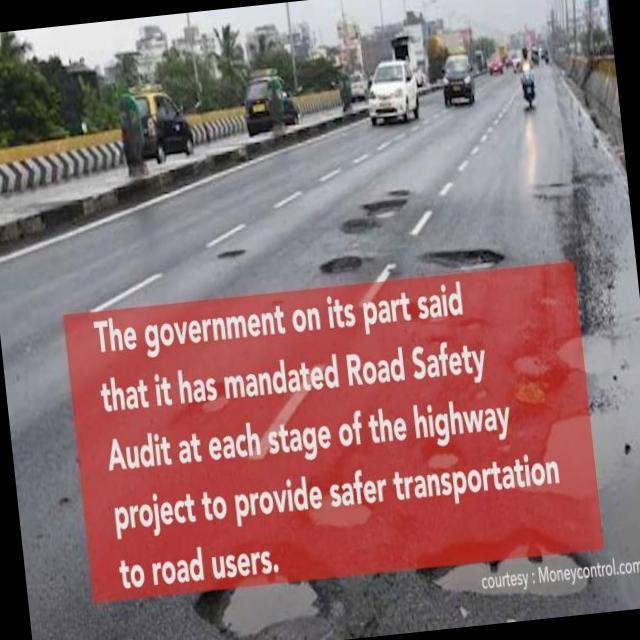 The government on its part said
that it has mandated Road Safety
Audit at each stage of the highway
project to provide safer transportation
to road users.
courtesy : Moneycontrol.com